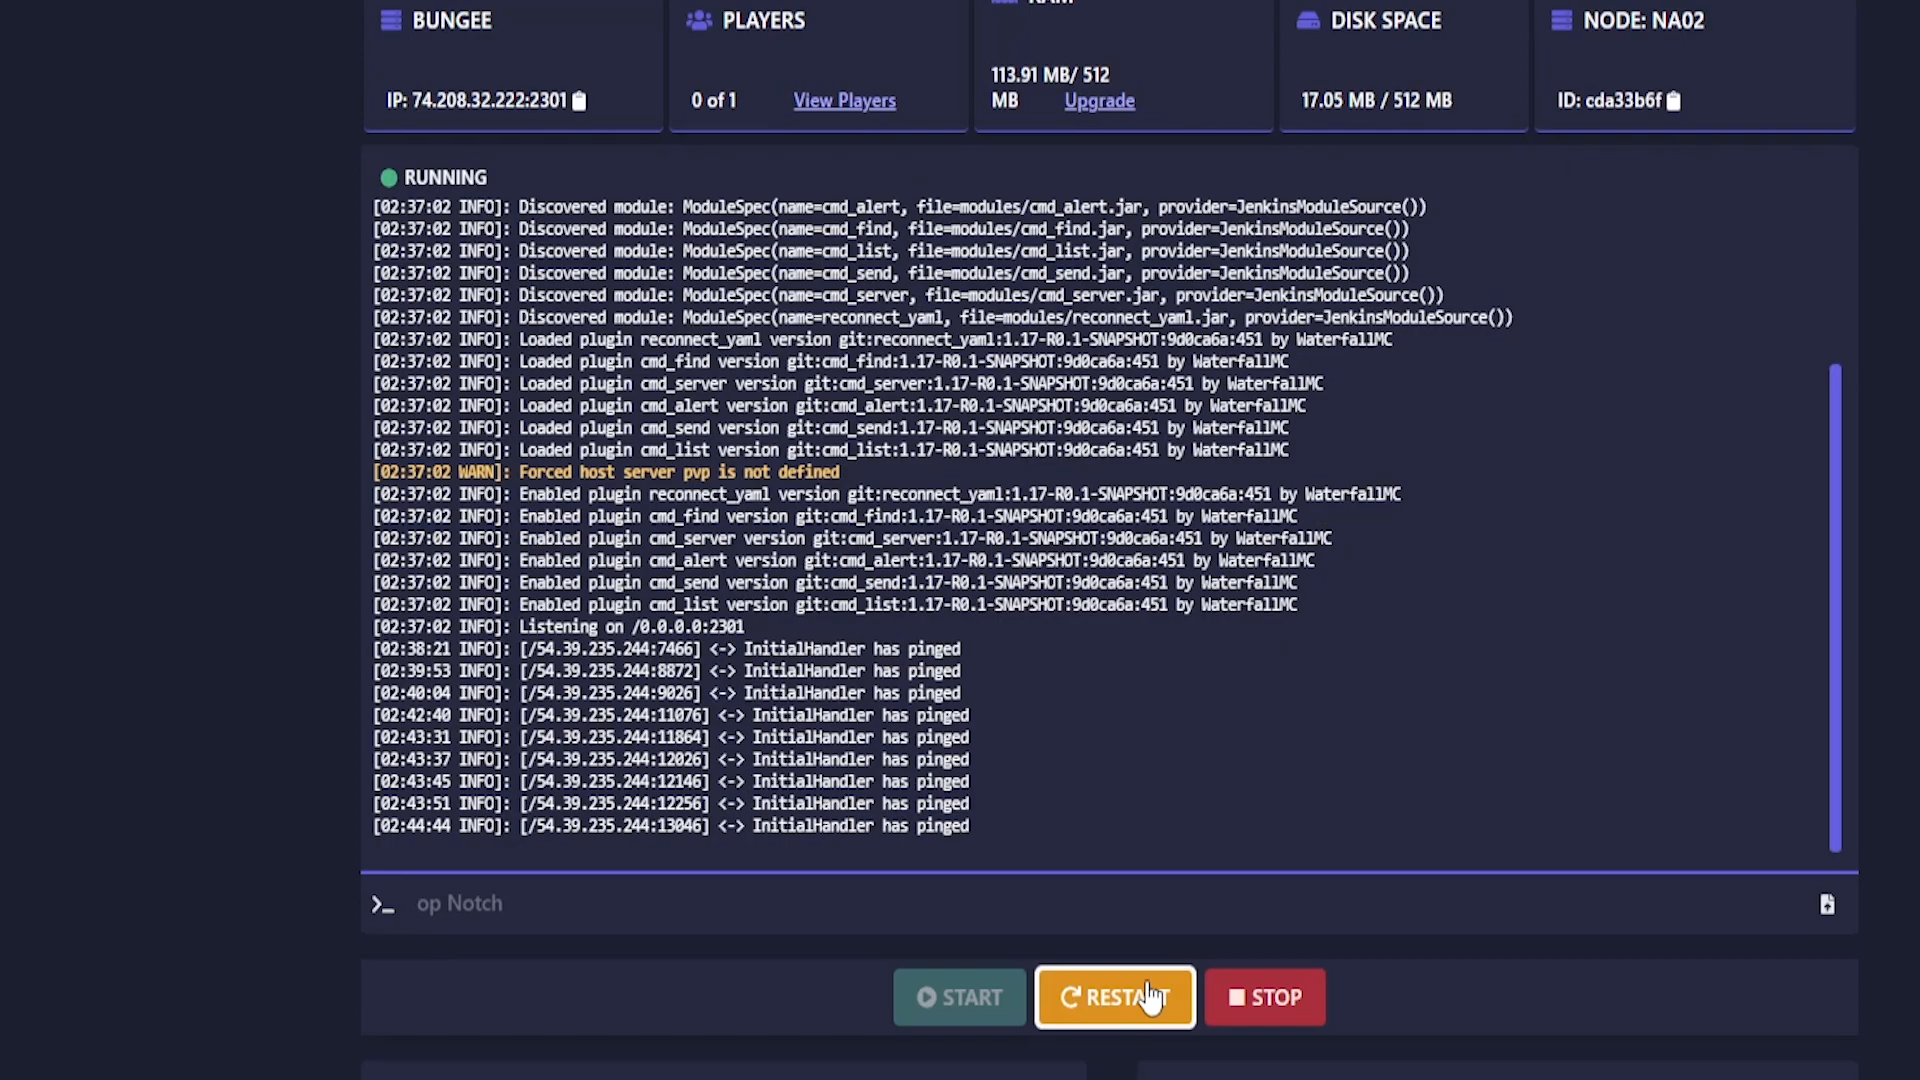 BUNGEE
IP: 74.208.32.222:2301
PLAYERS
0 of 1 View Players
113.91 MB/ 512
MB Upgrade
DISK SPACE
17.05 MB / 512 MB
NODE: NA02
ID: cda33b6f
RUNNING
[02:37:02 INFO]: Discovered module: ModuleSpec(name=cmd_alert, file=modules/cmd_alert.jar, provider=JenkinsModuleSource())
[02:37:02 INFO]: Discovered module: ModuleSpec(name=cmd_find, file=modules/cmd_find.jar, provider=JenkinsModuleSource())
[02:37:02 INFO]: Discovered module: ModuleSpec(name=cmd_list, file=modules/cmd_list.jar, provider=JenkinsModuleSource())
[02:37:02 INFO]: Discovered module: ModuleSpec(name=cmd_send, file=modules/cmd_send.jar, provider=JenkinsModuleSource())
[02:37:02 INFO]: Discovered module: ModuleSpec(name=cmd_server, file=modules/cmd_server.jar, provider=JenkinsModuleSource())
[02:37:02 INFO]: Discovered module: ModuleSpec(name=reconnect_yaml, file=modules/reconnect_yaml.jar, provider=JenkinsModuleSource())
[02:37:02 INFO]: Loaded plugin reconnect_yaml version git:reconnect_yaml:1.17-R0.1-SNAPSHOT:9d0ca6a:451 by WaterfallMC
[02:37:02 INFO]: Loaded plugin cmd_find version git:cmd_find:1.17-R0.1-SNAPSHOT:9d0ca6a:451 by WaterfallMC
[02:37:02 INFO]: Loaded plugin cmd_server version git:cmd_server:1.17-R0.1-SNAPSHOT:9d0ca6a:451 by WaterfallMC
[02:37:02 INFO]: Loaded plugin cmd_alert version git:cmd_alert:1.17-R0.1-SNAPSHOT:9d0ca6a:451 by WaterfallMC
[02:37:02 INFO]: Loaded plugin cmd_send version git:cmd_send:1.17-R0.1-SNAPSHOT:9d0ca6a:451 by WaterfallMC
[02:37:02 INFO]: Loaded plugin cmd_list version git:cmd_list:1.17-R0.1-SNAPSHOT:9d0ca6a:451 by WaterfallMC
[02:37:02 WARN]: Forced host server pvp is not defined
[02:37:02 INFO]: Enabled plugin reconnect_yaml version git:reconnect_yaml:1.17-R0.1-SNAPSHOT:9d0ca6a:451 by WaterfallMC
[02:37:02 INFO]: Enabled plugin cmd_find version git:cmd_find:1.17-R0.1-SNAPSHOT:9d0ca6a:451 by WaterfallMC
[02:37:02 INFO]: Enabled plugin cmd_server version git:cmd_server:1.17-R0.1-SNAPSHOT:9d0ca6a:451 by WaterfallMC
[02:37:02 INFO]: Enabled plugin cmd_alert version git:cmd_alert:1.17-R0.1-SNAPSHOT:9d0ca6a:451 by WaterfallMC
[02:37:02 INFO]: Enabled plugin cmd_send version git:cmd_send:1.17-R0.1-SNAPSHOT:9d0ca6a:451 by WaterfallMC
[02:37:02 INFO]: Enabled plugin cmd_list version git:cmd_list:1.17-R0.1-SNAPSHOT:9d0ca6a:451 by WaterfallMC
[02:37:02 INFO]: Listening on /0.0.0.0:2301
[02:38:21 INFO]: [/54.39.235.244:7466] <-> InitialHandler has pinged
[02:39:53 INFO]: [/54.39.235.244:8872] <-> InitialHandler has pinged
[02:40:04 INFO]: [/54.39.235.244:9026] <-> InitialHandler has pinged
[02:42:40 INFO]: [/54.39.235.244:11076] <-> InitialHandler has pinged
[02:43:31 INFO]: [/54.39.235.244:11864] <-> InitialHandler has pinged
[02:43:37 INFO]: [/54.39.235.244:12026] <-> InitialHandler has pinged
[02:43:45 INFO]: [/54.39.235.244:12146] <-> InitialHandler has pinged
[02:43:51 INFO]: [/54.39.235.244:12256] <-> InitialHandler has pinged
[02:44:44 INFO]: [/54.39.235.244:13046] <-> InitialHandler has pinged
>_ op Notch
START
RESTART
STOP